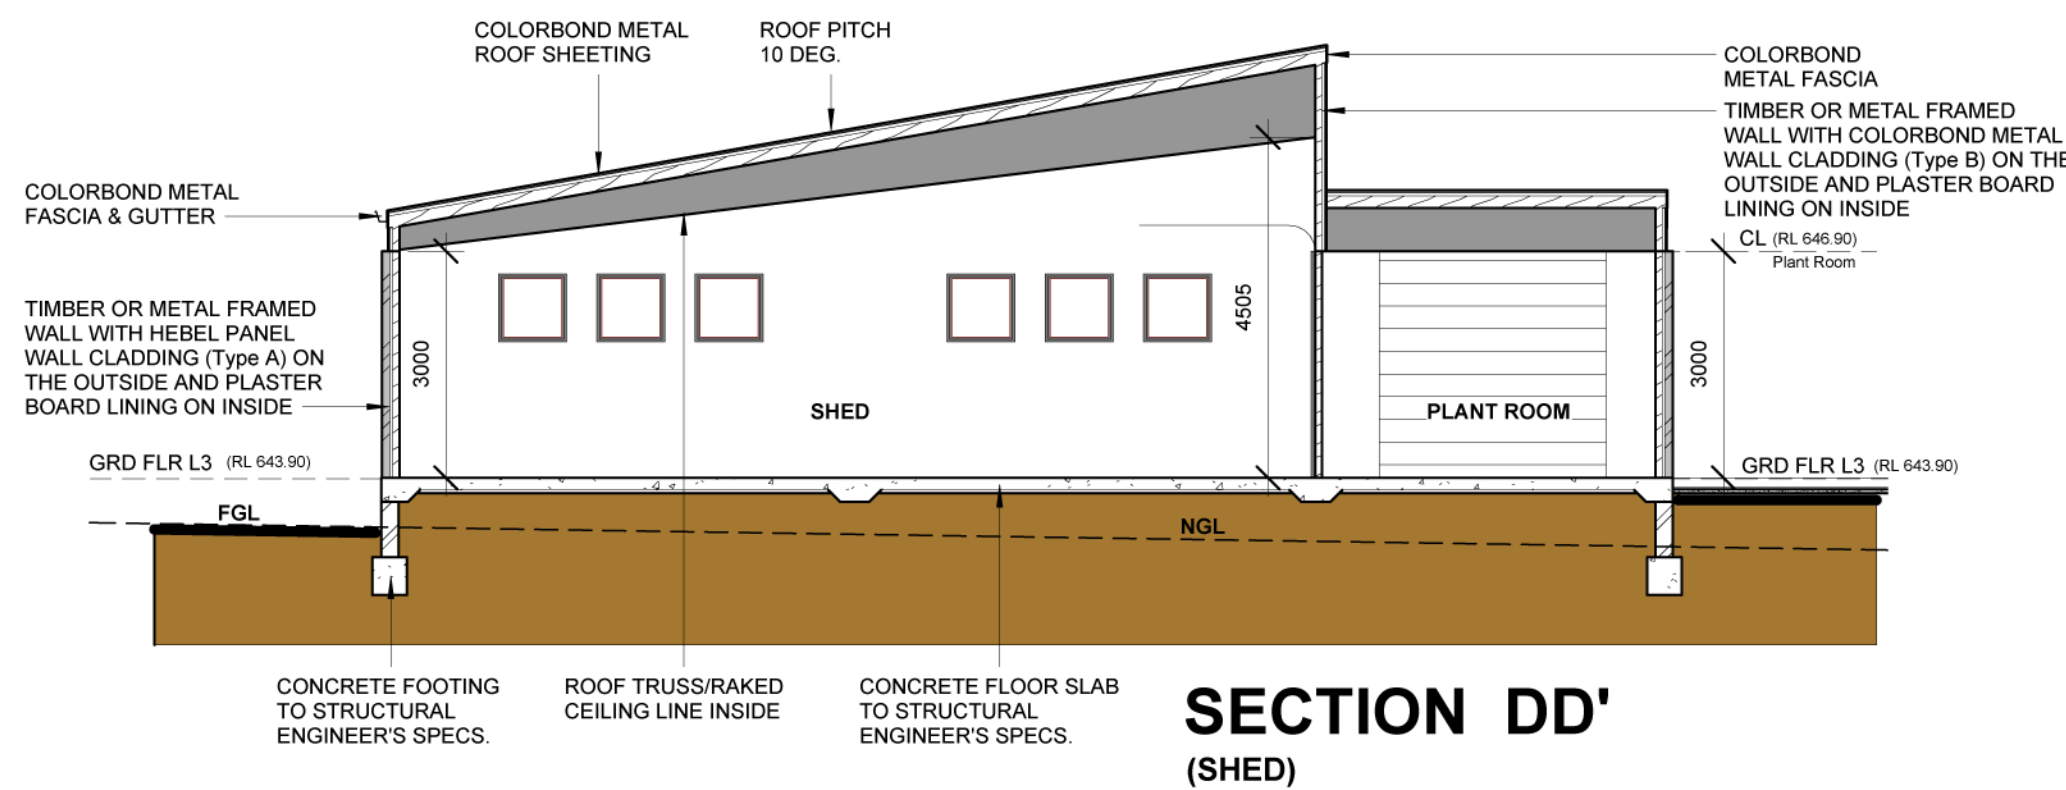 COLORBOND METAL
ROOF SHEETING
ROOF PITCH
10 DEG.
COLORBOND
METAL FASCIA
TIMBER OR METAL FRAMED
WALL WITH COLORBOND METAL
WALL CLADDING (Type B) ON THE
OUTSIDE AND PLASTER BOARD
LINING ON INSIDE
COLORBOND METAL
FASCIA & GUTTER
CL (RL 646.90)
Plant Room
TIMBER OR METAL FRAMED
WALL WITH HEBEL PANEL
WALL CLADDING (Type A) ON
THE OUTSIDE AND PLASTER
BOARD LINING ON INSIDE
3000
4505
3000
SHED
PLANT ROOM
GRD FLR L3 (RL 643.90)
GRD FLR L3 (RL 643.90)
FGL
NGL
CONCRETE FOOTING
TO STRUCTURAL
ENGINEER'S SPECS.
ROOF TRUSS/RAKED
CEILING LINE INSIDE
CONCRETE FLOOR SLAB
TO STRUCTURAL
ENGINEER'S SPECS.
SECTION DD'
(SHED)